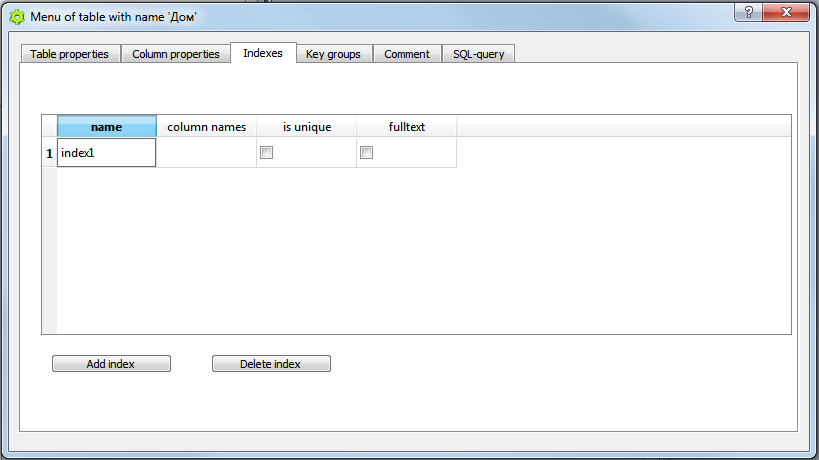 Menu of table with name 'Дом'
Table properties Column properties Indexes Key groups Comment SQL-query
name column names is unique fulltext
1 index1
Add index Delete index